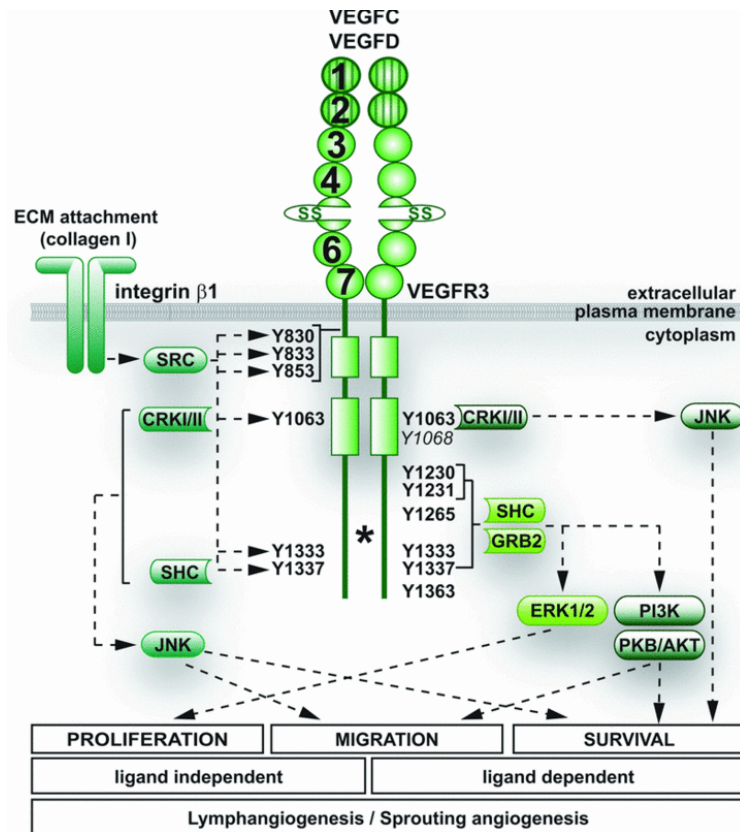 VEGFC
VEGFD
1
2
3
4
SS
SS
6
7
ECM attachment
(collagen I)
integrin β1
VEGFR3
extracellular
plasma membrane
cytoplasm
SRC
Y830
Y833
Y853
CRKI/II
Y1063
Y1063
CRKI/II
JNK
Y1068
Y1230
Y1231
Y1265
SHC
GRB2
*
Y1333
Y1337
Y1333
Y1337
Y1363
SHC
ERK1/2
PI3K
JNK
PKB/AKT
PROLIFERATION
MIGRATION
SURVIVAL
ligand independent
ligand dependent
Lymphangiogenesis / Sprouting angiogenesis